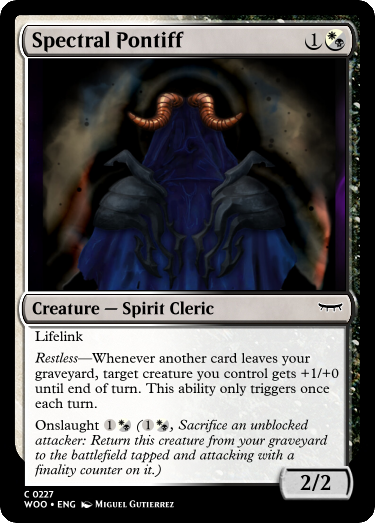 Spectral Pontiff 1
Creature — Spirit Cleric
Lifelink
Restless—Whenever another card leaves your
graveyard, target creature you control gets +1/+0
until end of turn. This ability only triggers once
each turn.
Onslaught 1 (1, Sacrifice an unblocked
attacker: Return this creature from your graveyard
to the battlefield tapped and attacking with a
finality counter on it.)
2/2
C 0227
WOO • ENG Miguel Gutierrez